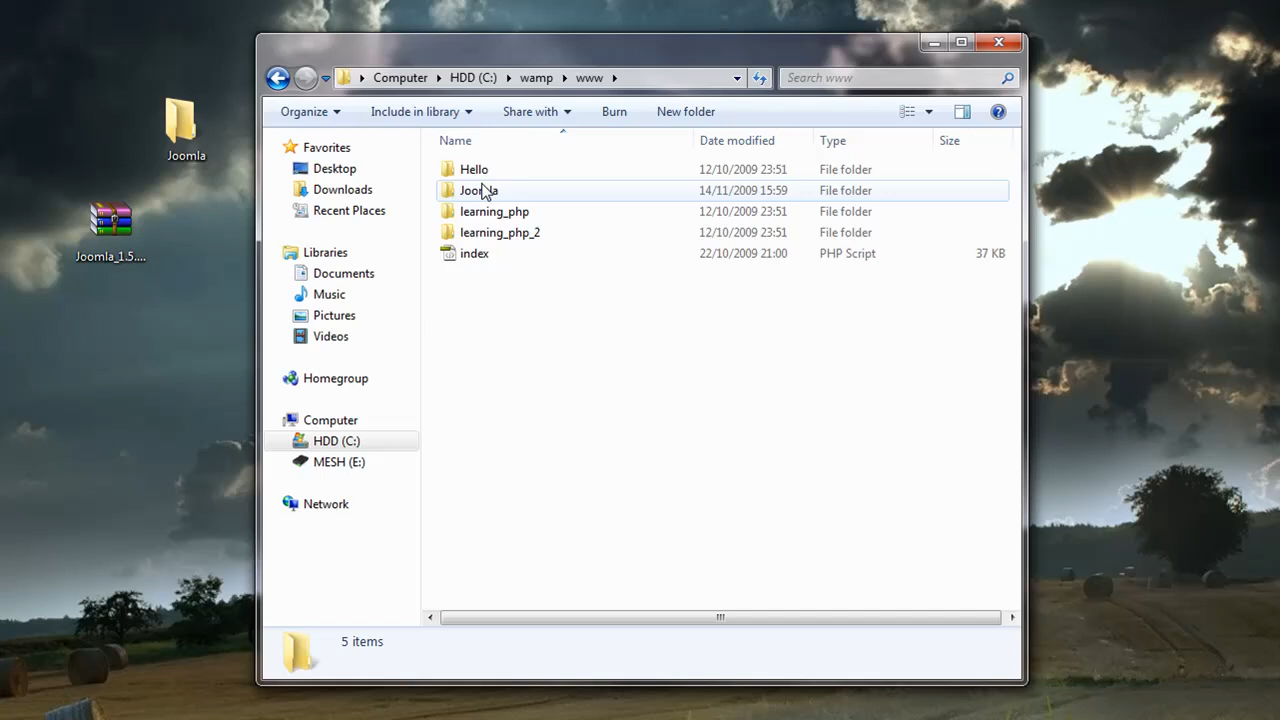 Joomla
Joomla_1.5....
Computer HDD (C:) wamp www
Search www
Organize Include in library Share with Burn New folder
Name Date modified Type Size
Favorites
Desktop
Downloads
Recent Places
Libraries
Documents
Music
Pictures
Videos
Homegroup
Computer
HDD (C:)
MESH (E:)
Network
Hello 12/10/2009 23:51 File folder
Joomla 14/11/2009 15:59 File folder
learning_php 12/10/2009 23:51 File folder
learning_php_2 12/10/2009 23:51 File folder
index 22/10/2009 21:00 PHP Script 37 KB
5 items